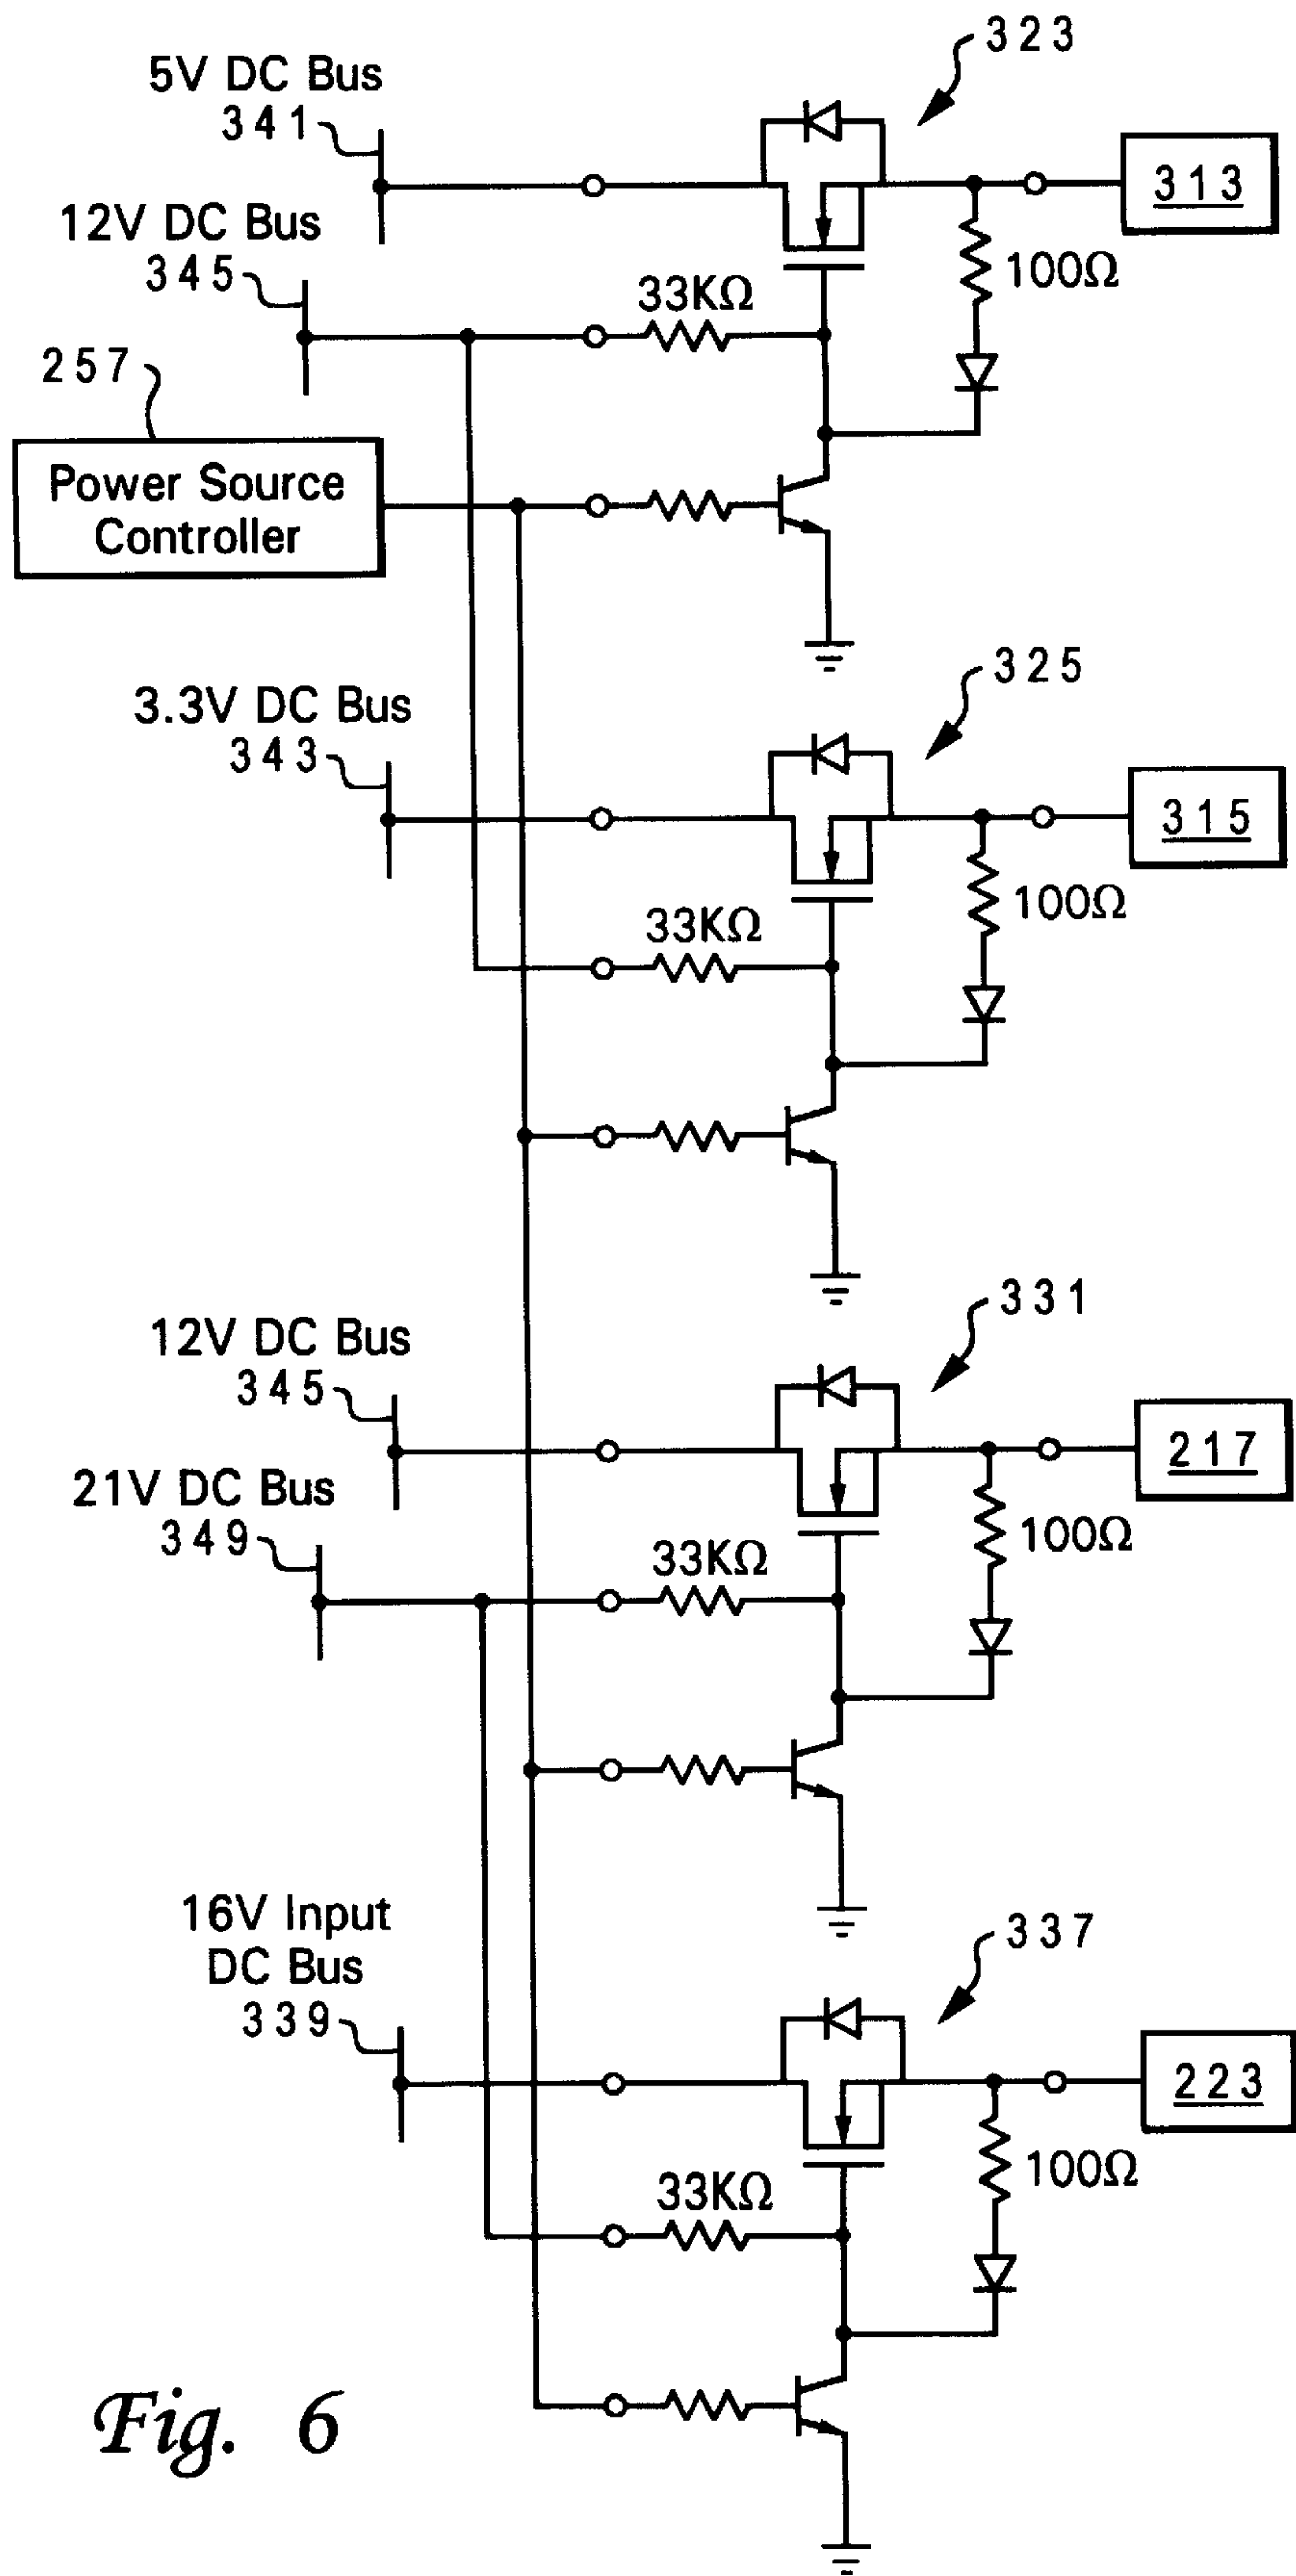 323
5V DC Bus
341
313
12V DC Bus
345
33KΩ
100Ω
257
Power Source
Controller
325
3.3V DC Bus
343
315
33KΩ
100Ω
331
12V DC Bus
345
217
21V DC Bus
349
33KΩ
100Ω
16V Input
DC Bus
339
337
223
33KΩ
100Ω
Fig. 6